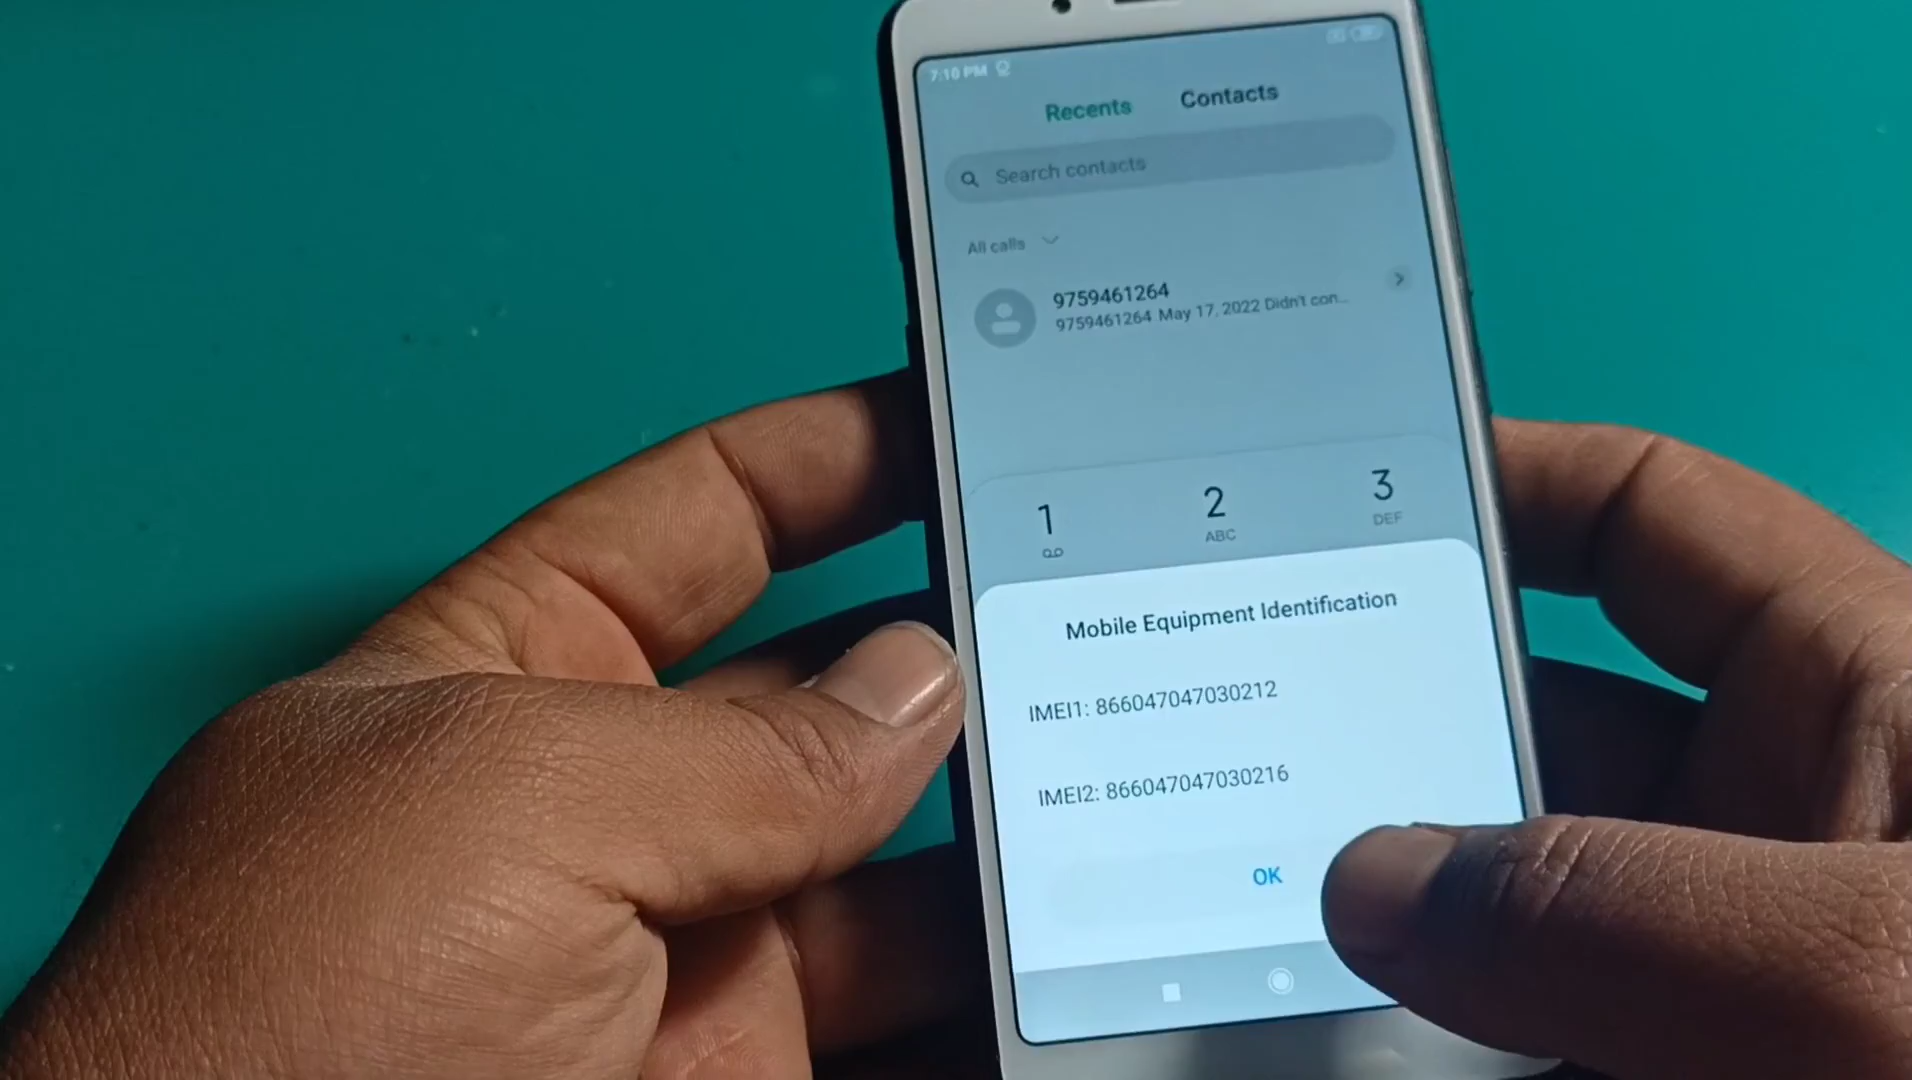 7:10 PM
Recents Contacts
Search contacts
All calls
9759461264
9759461264 May 17, 2022 Didn't con...
1 2 3
ABC DEF
Mobile Equipment Identification
IMEI1: 866047047030212
IMEI2: 866047047030216
OK